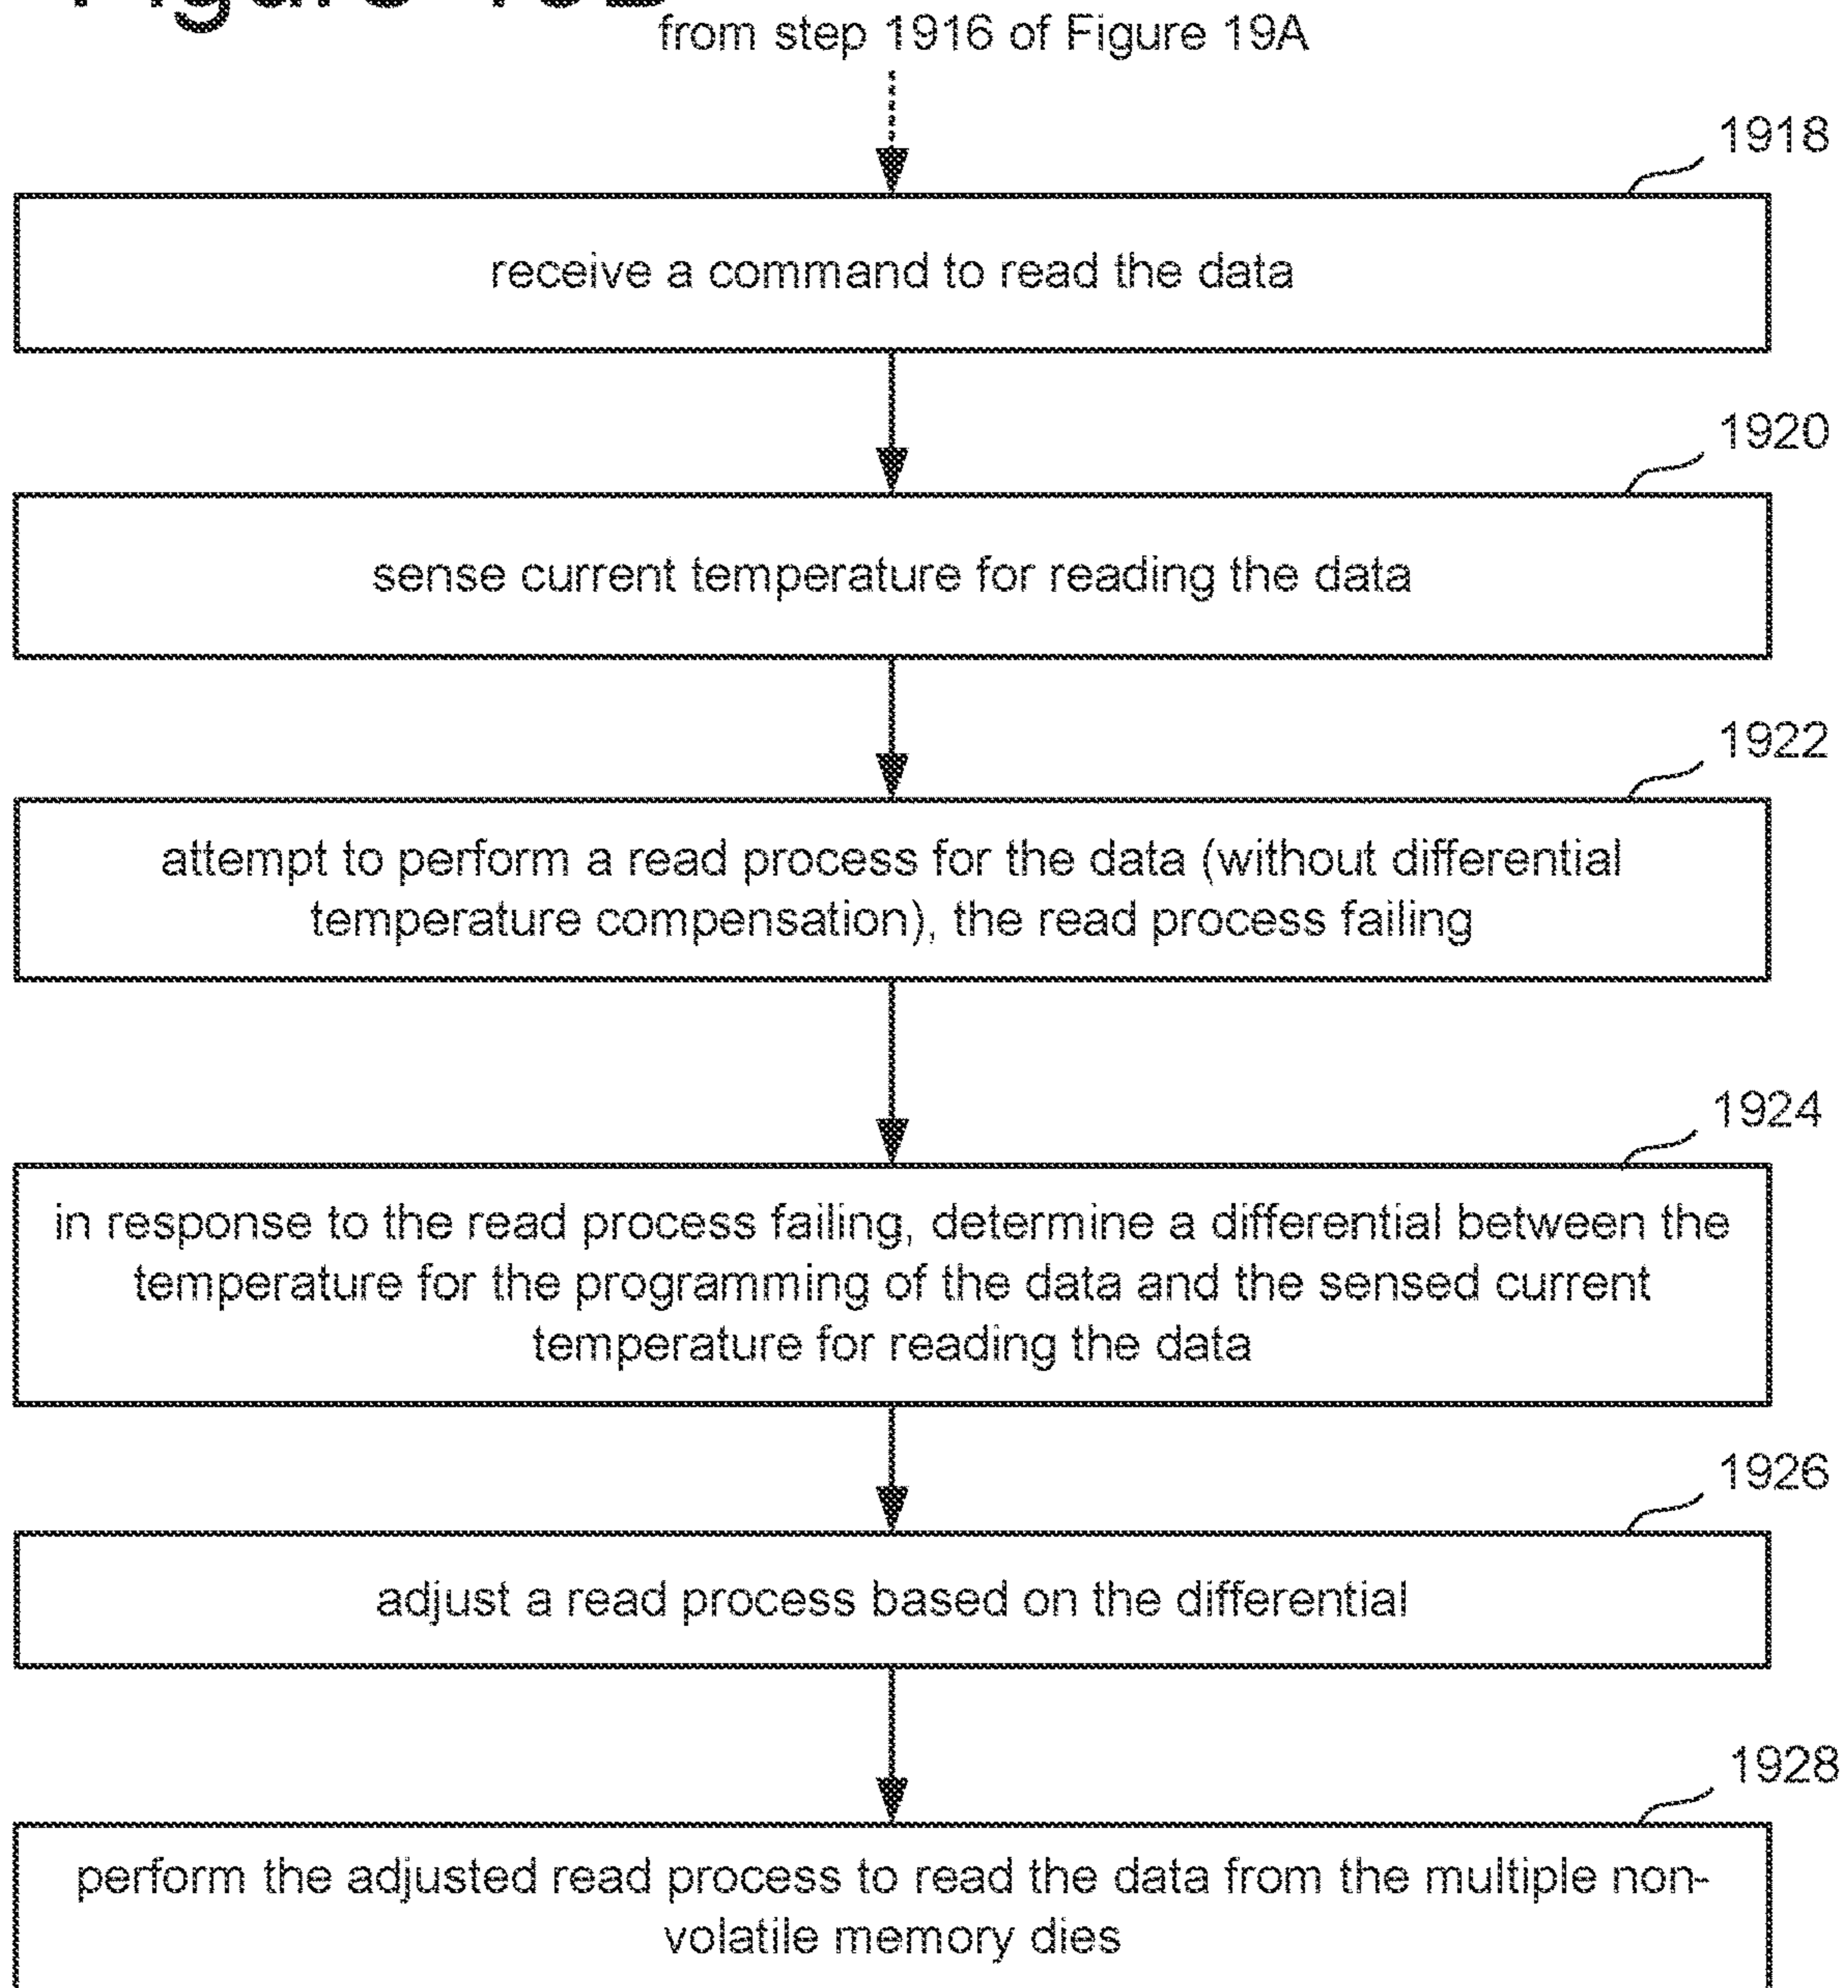 from step 1916 of Figure 19A
1918
receive a command to read the data
1920
sense current temperature for reading the data
1922
attempt to perform a read process for the data (without differential
temperature compensation), the read process failing
1924
in response to the read process failing, determine a differential between the
temperature for the programming of the data and the sensed current
temperature for reading the data
1926
adjust a read process based on the differential
1928
perform the adjusted read process to read the data from the multiple non-
volatile memory dies